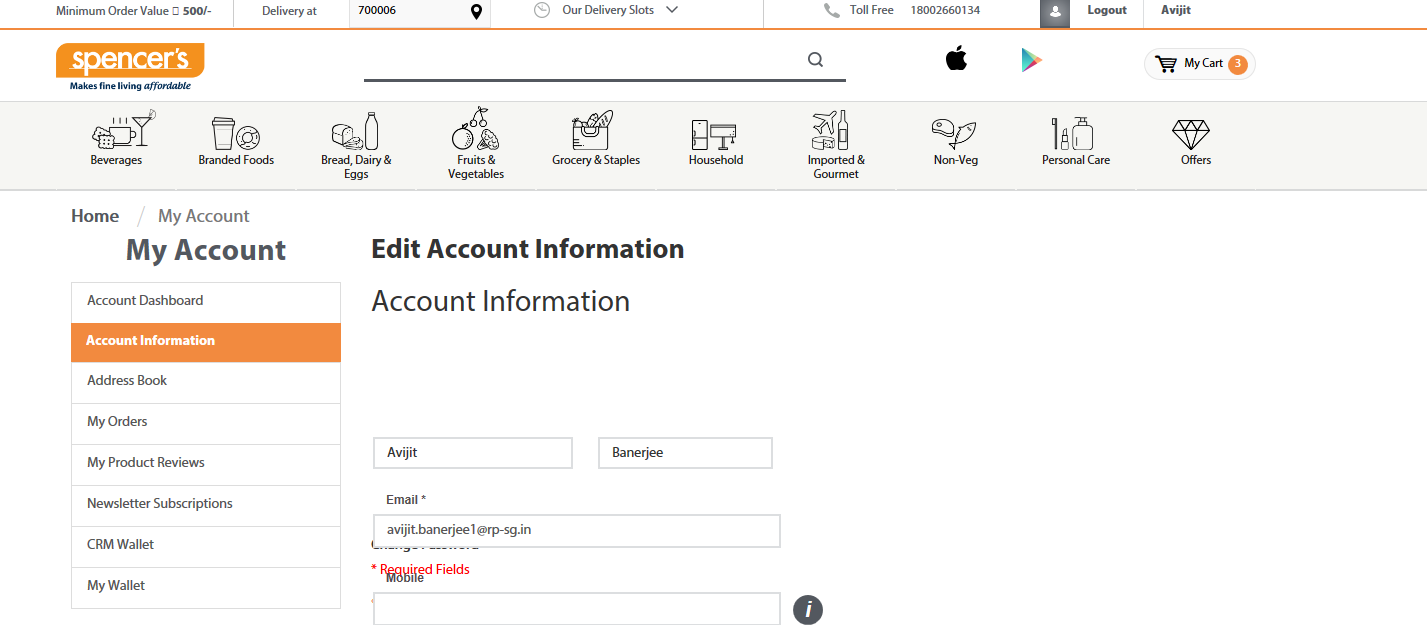 Minimum Order Value 500/-
Delivery at
700006
Our Delivery Slots
Toll Free 18002660134
Logout
Avijit
spencer's
Makes fine living affordable
My Cart 3
Beverages
Branded Foods
Bread, Dairy &
Eggs
Fruits &
Vegetables
Grocery & Staples
Household
Imported &
Gourmet
Non-Veg
Personal Care
Offers
Home / My Account
My Account
Account Dashboard
Account Information
Address Book
My Orders
My Product Reviews
Newsletter Subscriptions
CRM Wallet
My Wallet
Edit Account Information
Account Information
Avijit
Banerjee
Email *
avijit.banerjee1@rp-sg.in
Change Password
* Required Fields
Mobile
i